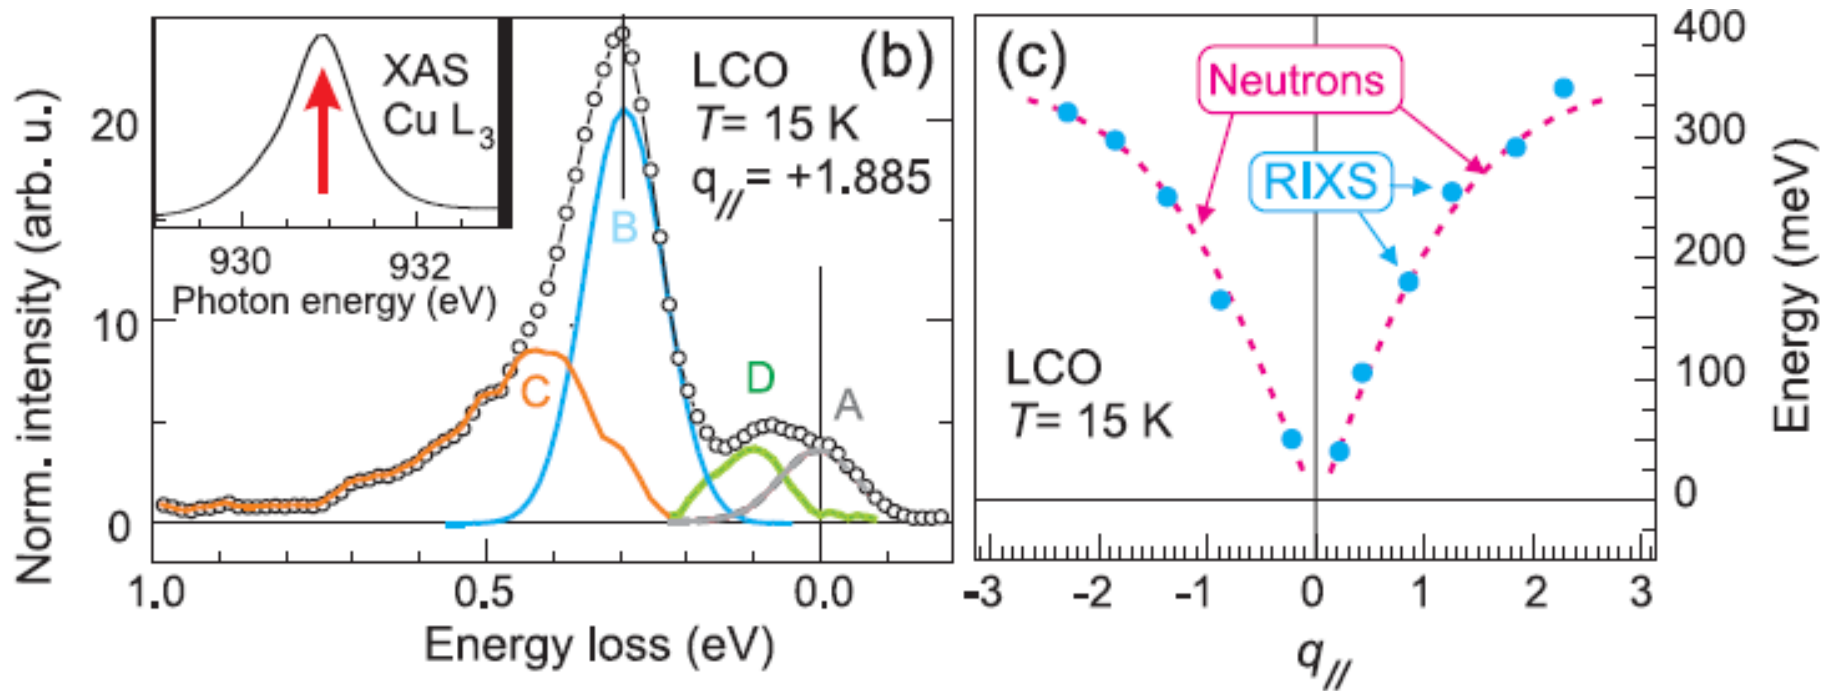 (b)
XAS
Cu L3
930
932
Photon energy (eV)
LCO
T= 15 K
q//= +1.885
B
C
D
A
20
10
0
Norm. intensity (arb. u.)
1.0
0.5
0.0
Energy loss (eV)
(c)
Neutrons
RIXS
LCO
T= 15 K
400
300
200
100
0
Energy (meV)
-3
-2
-1
0
1
2
3
q//